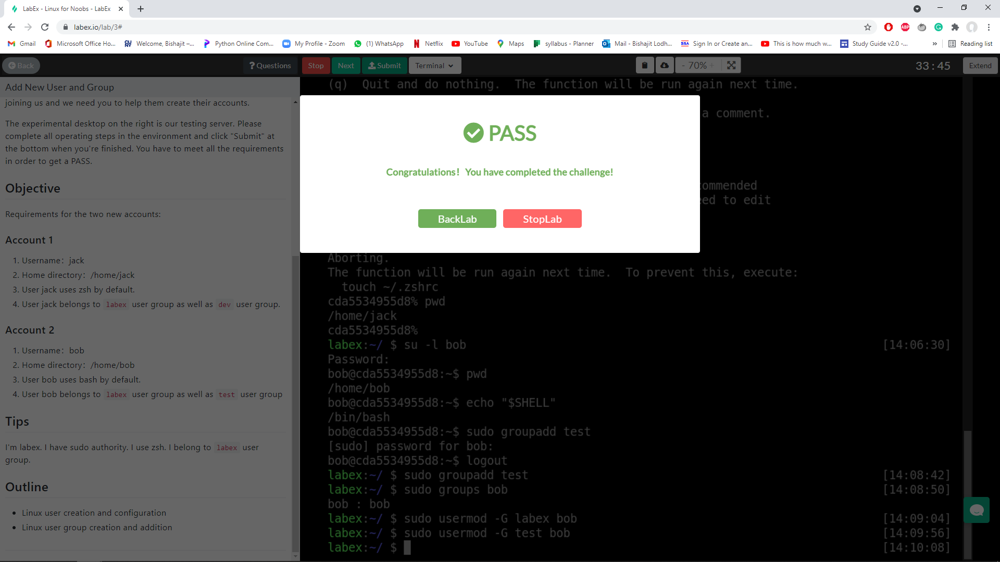 LabEx - Linux for Noobs - LabEx
labex.io/lab/3#
Gmail
Microsoft Office Ho...
Welcome, Bishajit –...
Python Online Com...
My Profile - Zoom
(1) WhatsApp
Netflix
YouTube
Maps
syllabus - Planner
Mail - Bishajit Lodh...
SSA Sign In or Create an...
This is how much w...
Study Guide v2.0 -...
»
Reading list
Back
? Questions
Stop
Next
Submit
Terminal
- 70% +
33 : 45
Extend
Add New User and Group
joining us and we need you to help them create their accounts.
The experimental desktop on the right is our testing server. Please
complete all operating steps in the environment and click "Submit" at
the bottom when you're finished. You have to meet all the requirements
in order to get a PASS.
Objective
Requirements for the two new accounts:
Account 1
1. Username：jack
2. Home directory：/home/jack
3. User jack uses zsh by default.
4. User jack belongs to labex user group as well as dev user group.
Account 2
1. Username：bob
2. Home directory：/home/bob
3. User bob uses bash by default.
4. User bob belongs to labex user group as well as test user group
Tips
I'm labex. I have sudo authority. I use zsh. I belong to labex user
group.
Outline
• Linux user creation and configuration
• Linux user group creation and addition
(q)  Quit and do nothing.  The function will be run again next time.
a comment.
PASS
Congratulations！You have completed the challenge!
ommended
ed to edit
BackLab
StopLab
Aborting.
The function will be run again next time.  To prevent this, execute:
touch ~/.zshrc
cda5534955d8% pwd
/home/jack
cda5534955d8%
labex:~/ $ su -l bob [14:06:30]
Password:
bob@cda5534955d8:~$ pwd
/home/bob
bob@cda5534955d8:~$ echo "$SHELL"
/bin/bash
bob@cda5534955d8:~$ sudo groupadd test
[sudo] password for bob:
bob@cda5534955d8:~$ logout
labex:~/ $ sudo groupadd test [14:08:42]
labex:~/ $ sudo groups bob [14:08:50]
bob : bob
labex:~/ $ sudo usermod -G labex bob [14:09:04]
labex:~/ $ sudo usermod -G test bob [14:09:56]
labex:~/ $ [14:10:08]